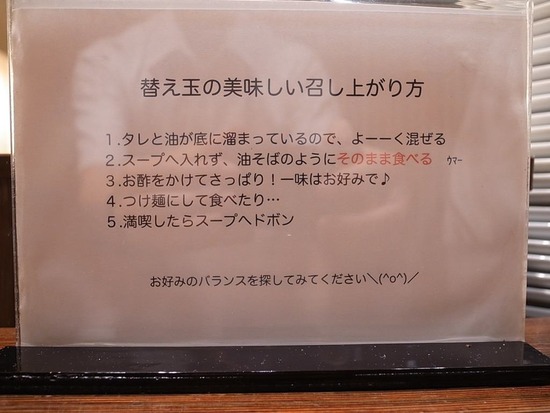 替え玉の美味しい召し上がり方
1.タレと油が底に溜まっているので、よーーく混ぜる
2.スープへ入れず、油そばのようにそのまま食べる ｳﾏｰ
3.お酢をかけてさっぱり!一味はお好みで♪
4.つけ麺にして食べたり…
5.満喫したらスープへドボン
お好みのバランスを探してみてください＼(^o^)／